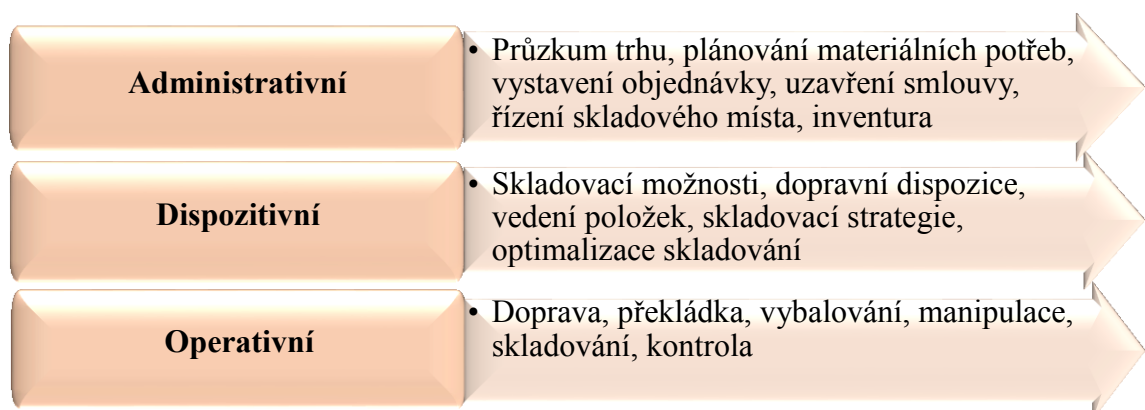 Administrativní
• Průzkum trhu, plánování materiálních potřeb,
vystavení objednávky, uzavření smlouvy,
řízení skladového místa, inventura
Dispozitivní
• Skladovací možnosti, dopravní dispozice,
vedení položek, skladovací strategie,
optimalizace skladování
Operativní
• Doprava, překládka, vybalování, manipulace,
skladování, kontrola